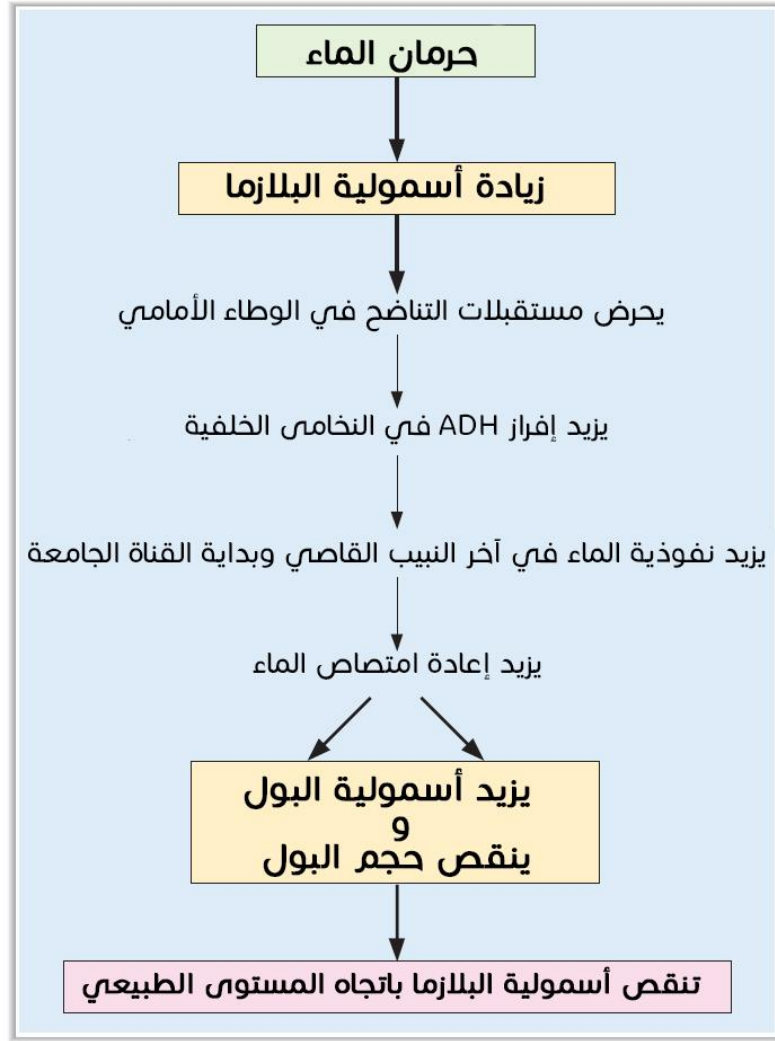 حرمان الماء
زيادة أسمولية البلازما
يحرض مستقبلات التناضح في الوطاء الأمامي
يزيد إفراز ADH في النخامى الخلفية
يزيد نفوذية الماء في آخر النبيب القاصي وبداية القناة الجامعة
يزيد إعادة امتصاص الماء
يزيد أسمولية البول
و
ينقص حجم البول
تنقص أسمولية البلازما باتجاه المستوى الطبيعي